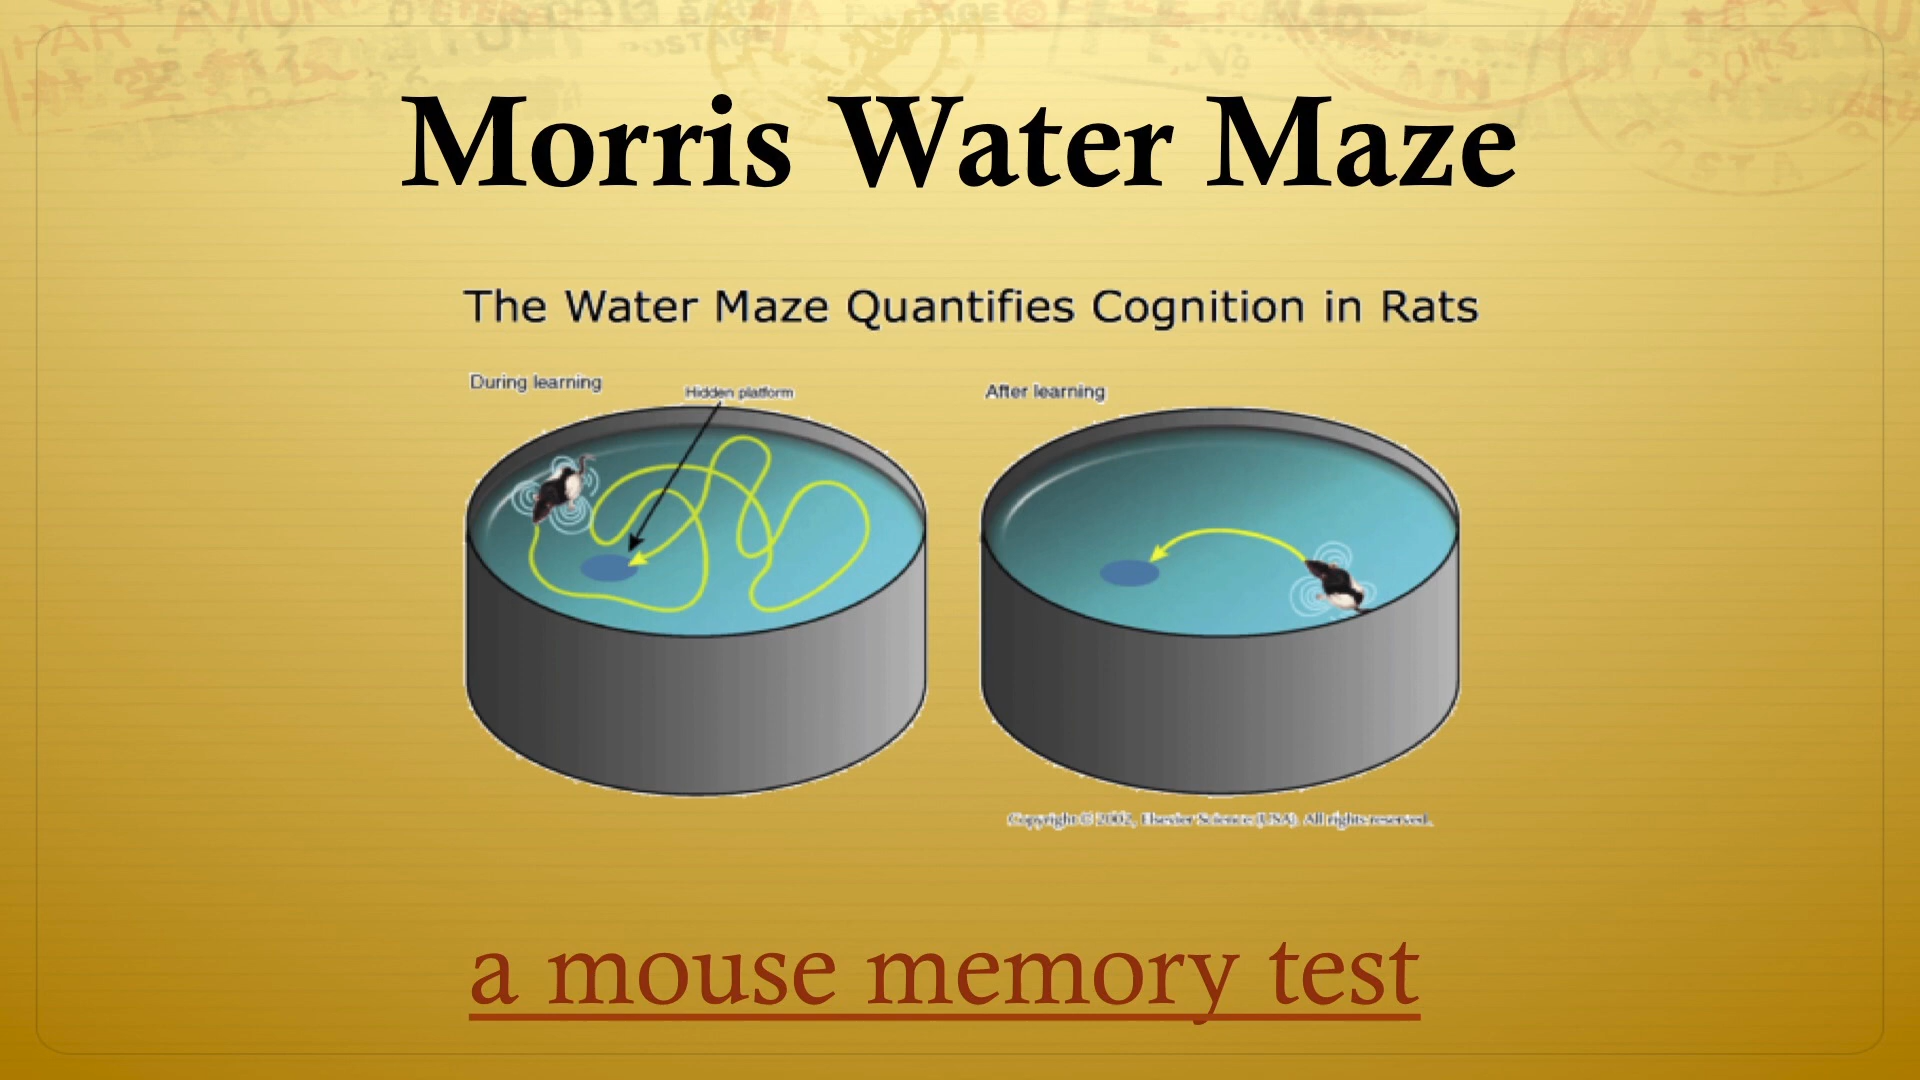 Morris Water Maze
The Water Maze Quantifies Cognition in Rats
During learning
Hidden platform
After learning
Copyright © 2002, Elsevier Science (USA). All rights reserved.
a mouse memory test